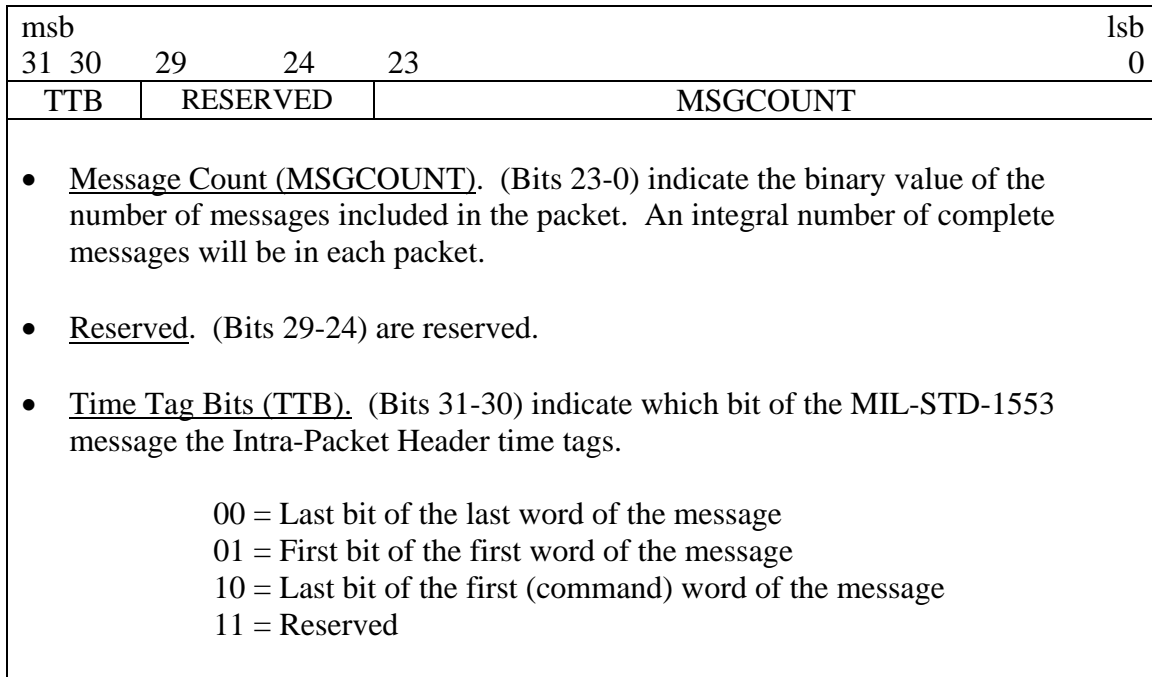 msb lsb
31 30 29 24 23 0
TTB RESERVED MSGCOUNT
• Message Count (MSGCOUNT). (Bits 23-0) indicate the binary value of the
number of messages included in the packet. An integral number of complete
messages will be in each packet.
• Reserved. (Bits 29-24) are reserved.
• Time Tag Bits (TTB). (Bits 31-30) indicate which bit of the MIL-STD-1553
message the Intra-Packet Header time tags.
00 = Last bit of the last word of the message
01 = First bit of the first word of the message
10 = Last bit of the first (command) word of the message
11 = Reserved